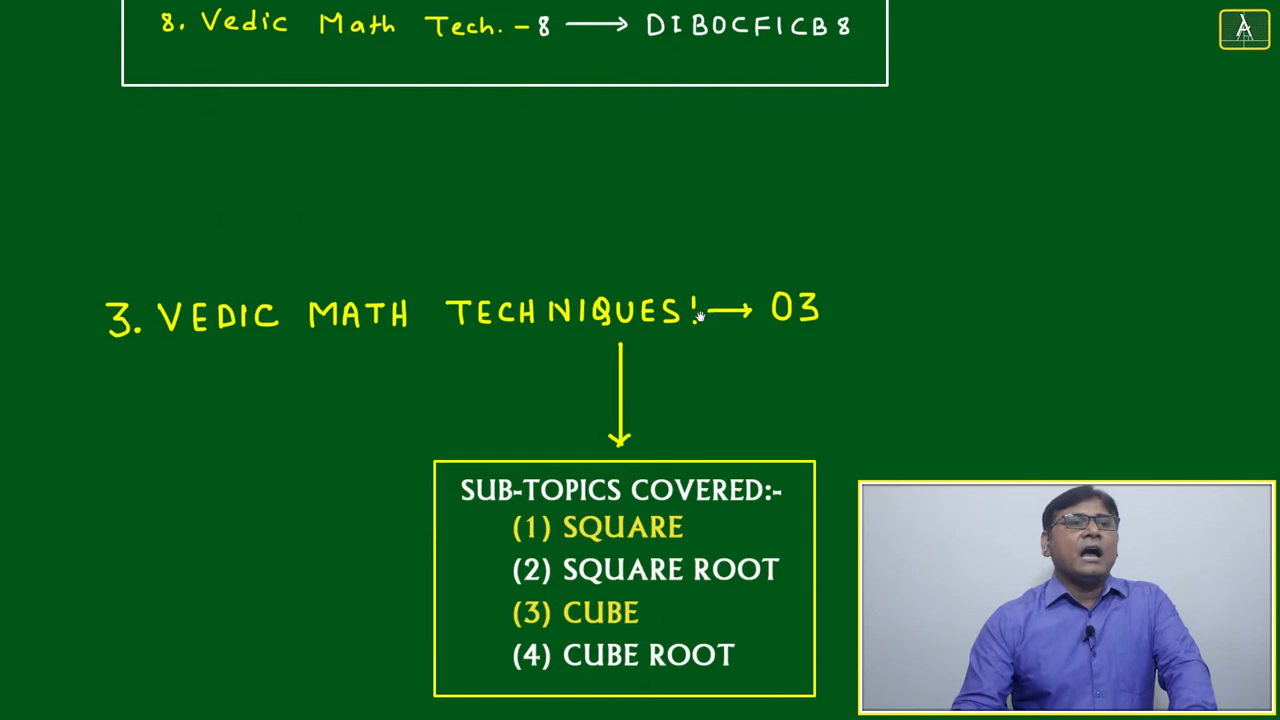 8. Vedic Math Tech. - 8 → DIBOCFICB8
3. VEDIC MATH TECHNIQUES! → 03
SUB-TOPICS COVERED:-
(1) SQUARE
(2) SQUARE ROOT
(3) CUBE
(4) CUBE ROOT